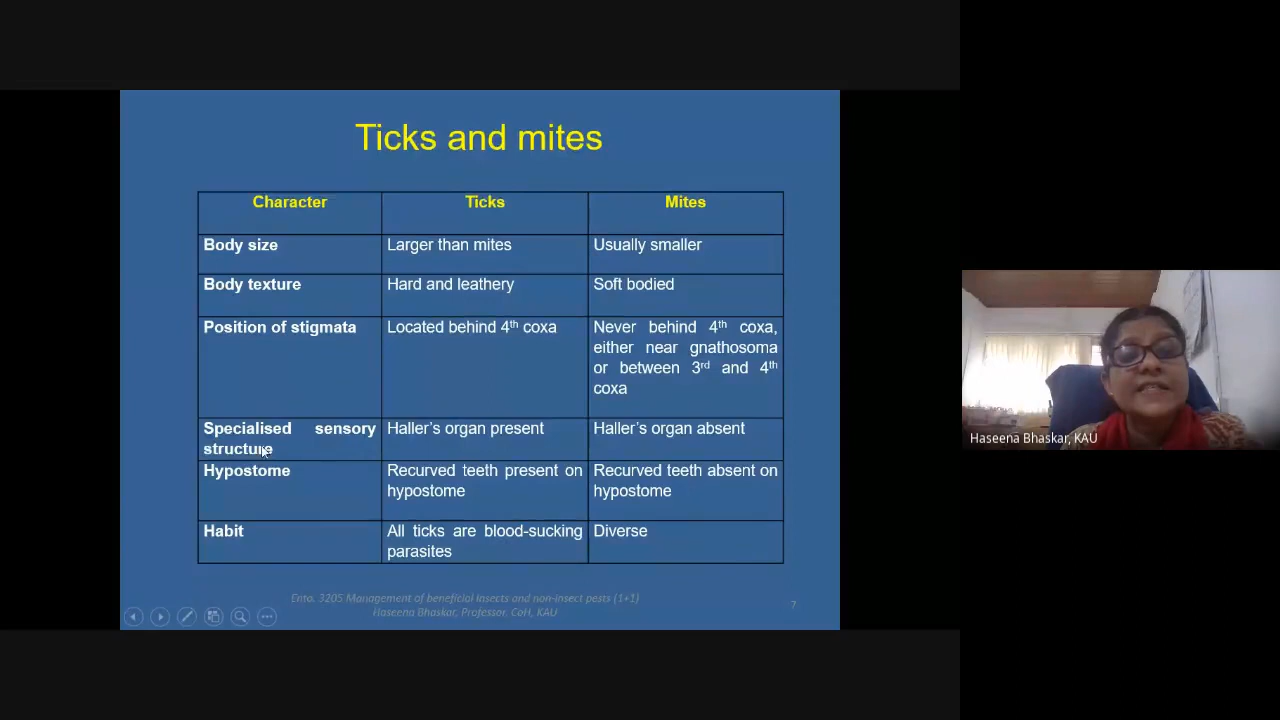 Ticks and mites
Character Ticks Mites
Body size Larger than mites Usually smaller
Body texture Hard and leathery Soft bodied
Position of stigmata Located behind 4th coxa Never behind 4th coxa,
either near gnathosoma
or between 3rd and 4th
coxa
Specialised sensory Haller's organ present Haller's organ absent
structure
Hypostome Recurved teeth present on Recurved teeth absent on
hypostome hypostome
Habit All ticks are blood-sucking Diverse
parasites
Ento. 3205 Management of beneficial insects and non-insect pests (1+1)
Haseena Bhaskar, Professor, CoH, KAU
7
Haseena Bhaskar, KAU